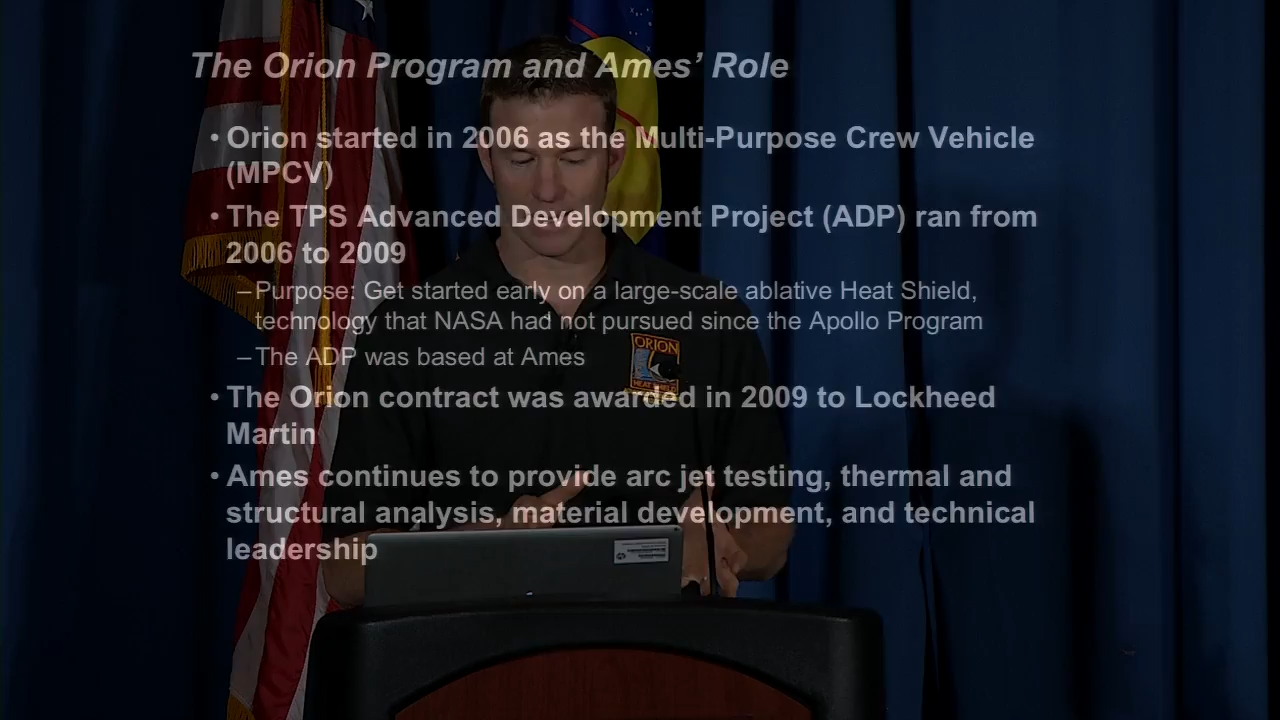 The Orion Program and Ames’ Role
• Orion started in 2006 as the Multi-Purpose Crew Vehicle
(MPCV)
• The TPS Advanced Development Project (ADP) ran from
2006 to 2009
– Purpose: Get started early on a large-scale ablative Heat Shield,
technology that NASA had not pursued since the Apollo Program
– The ADP was based at Ames
ORION
HEAT SHIELD
• The Orion contract was awarded in 2009 to Lockheed
Martin
• Ames continues to provide arc jet testing, thermal and
structural analysis, material development, and technical
leadership